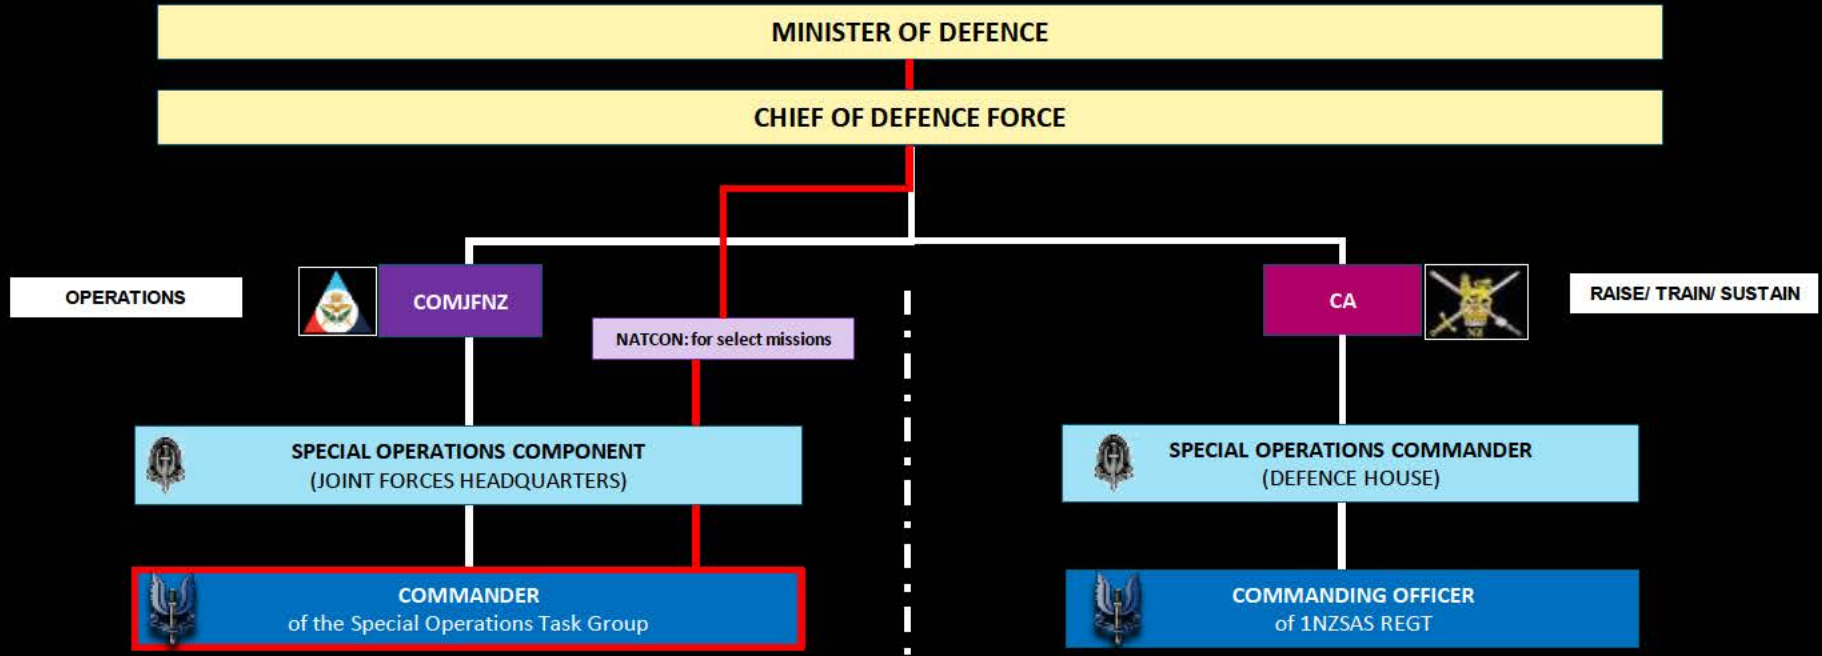 MINISTER OF DEFENCE
CHIEF OF DEFENCE FORCE
OPERATIONS
COMJFNZ
NATCON: for select missions
CA
NZ
RAISE/ TRAIN/ SUSTAIN
SPECIAL OPERATIONS COMPONENT
(JOINT FORCES HEADQUARTERS)
SPECIAL OPERATIONS COMMANDER
(DEFENCE HOUSE)
COMMANDER
of the Special Operations Task Group
COMMANDING OFFICER
of 1NZSAS REGT